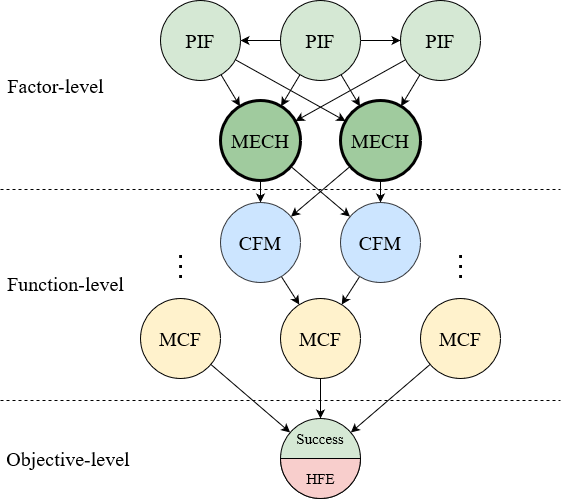 PIF
PIF
PIF
Factor-level
MECH
MECH
CFM
CFM
Function-level
MCF
MCF
MCF
Success
Objective-level
HFE